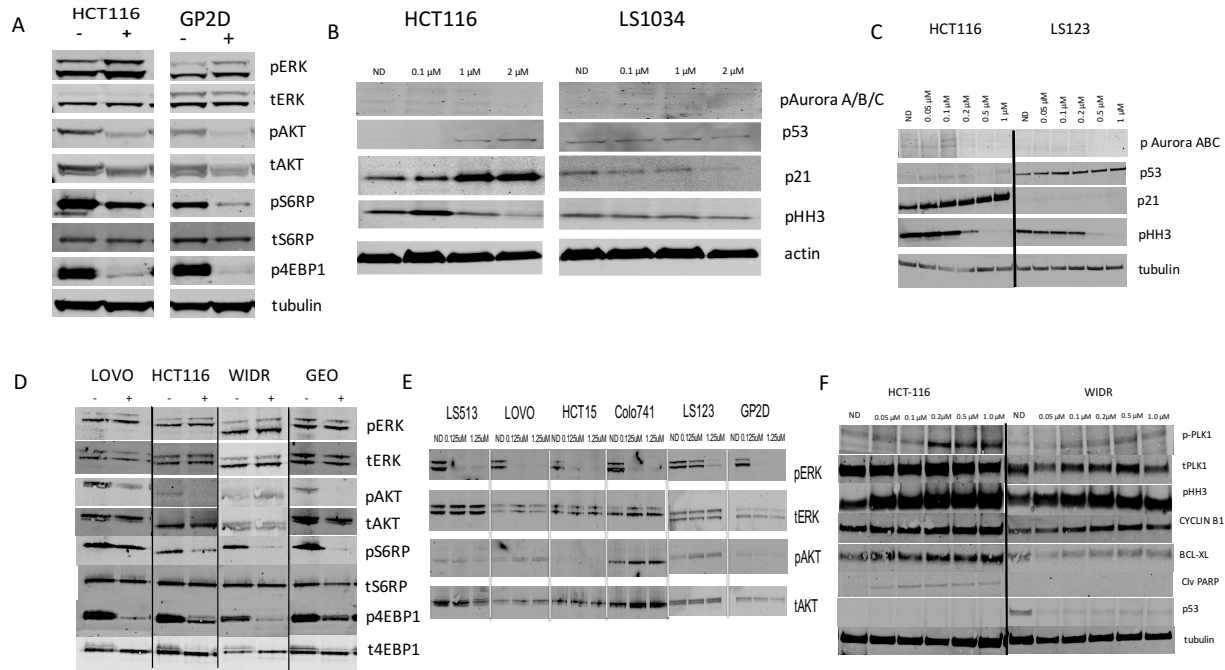 A
HCT116 GP2D
- + - +
pERK
tERK
pAKT
tAKT
pS6RP
tS6RP
p4EBP1
tubulin
B
HCT116 LS1034
ND 0.1 µM 1 µM 2 µM ND 0.1 µM 1 µM 2 µM
pAurora A/B/C
p53
p21
pHH3
actin
C
HCT116 LS123
ND 0.05 µM 0.1 µM 0.2 µM 0.5 µM 1 µM ND 0.05 µM 0.1 µM 0.2 µM 0.5 µM 1 µM
p Aurora ABC
p53
p21
pHH3
tubulin
D
LOVO HCT116 WIDR GEO
- + - + - + - +
pERK
tERK
pAKT
tAKT
pS6RP
tS6RP
p4EBP1
t4EBP1
E
LS513 LOVO HCT15 Colo741 LS123 GP2D
ND 0.125uM 1.25uM ND 0.125uM 1.25uM ND 0.125uM 1.25uM ND 0.125uM 1.25uM ND 0.125uM 1.25uM ND 0.125uM 1.25uM
pERK
tERK
pAKT
tAKT
F
HCT-116 WIDR
ND 0.05 µM 0.1 µM 0.2µM 0.5 µM 1.0 µM ND 0.05 µM 0.1 µM 0.2µM 0.5 µM 1.0 µM
p-PLK1
tPLK1
pHH3
CYCLIN B1
BCL-XL
Clv PARP
p53
tubulin